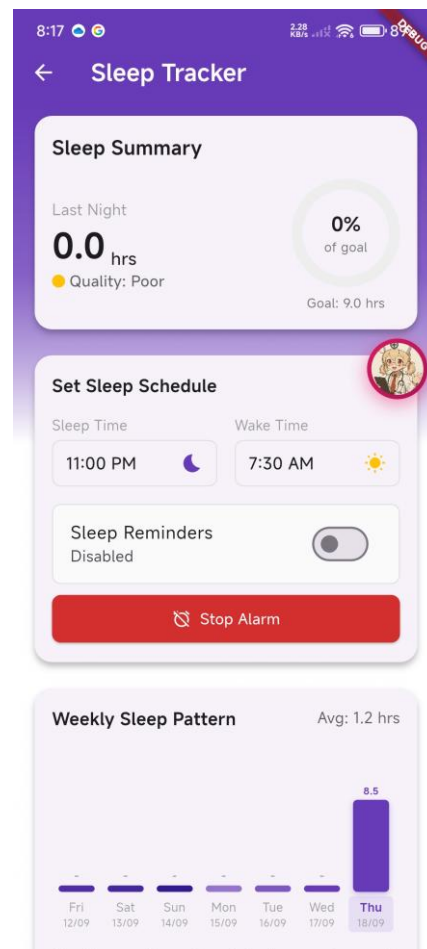 8:17
2.28
KB/s
DEBUG
Sleep Tracker
Sleep Summary
Last Night
0.0 hrs
Quality: Poor
0%
of goal
Goal: 9.0 hrs
Set Sleep Schedule
Sleep Time
Wake Time
11:00 PM
7:30 AM
Sleep Reminders
Disabled
Stop Alarm
Weekly Sleep Pattern
Avg: 1.2 hrs
8.5
- - - - - -
Fri Sat Sun Mon Tue Wed Thu
12/09 13/09 14/09 15/09 16/09 17/09 18/09